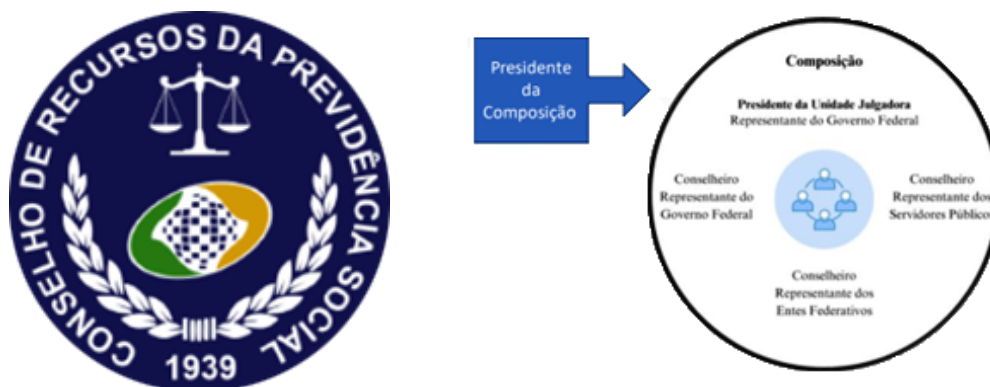 CONSELHO DE RECURSOS DA PREVIDÊNCIA SOCIAL
1939
Presidente
da
Composição
Composição
Presidente da Unidade Julgadora
Representante do Governo Federal
Conselheiro
Representante do
Governo Federal
Conselheiro
Representante dos
Servidores Público
Conselheiro
Representante dos
Entes Federativos